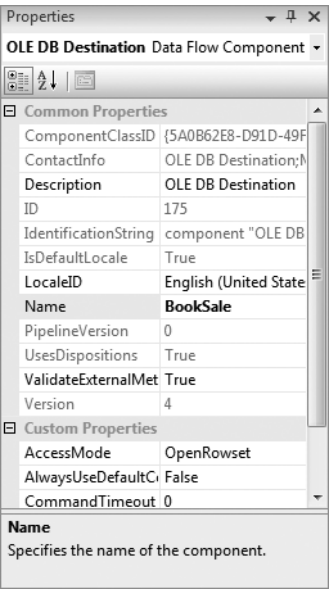 Properties
OLE DB Destination Data Flow Component
Common Properties
ComponentClassID {5A0B62E8-D91D-49F
ContactInfo OLE DB Destination;M
Description OLE DB Destination
ID 175
IdentificationString component "OLE DB
IsDefaultLocale True
LocaleID English (United State
Name BookSale
PipelineVersion 0
UsesDispositions True
ValidateExternalMet True
Version 4
Custom Properties
AccessMode OpenRowset
AlwaysUseDefaultC False
CommandTimeout 0
Name
Specifies the name of the component.